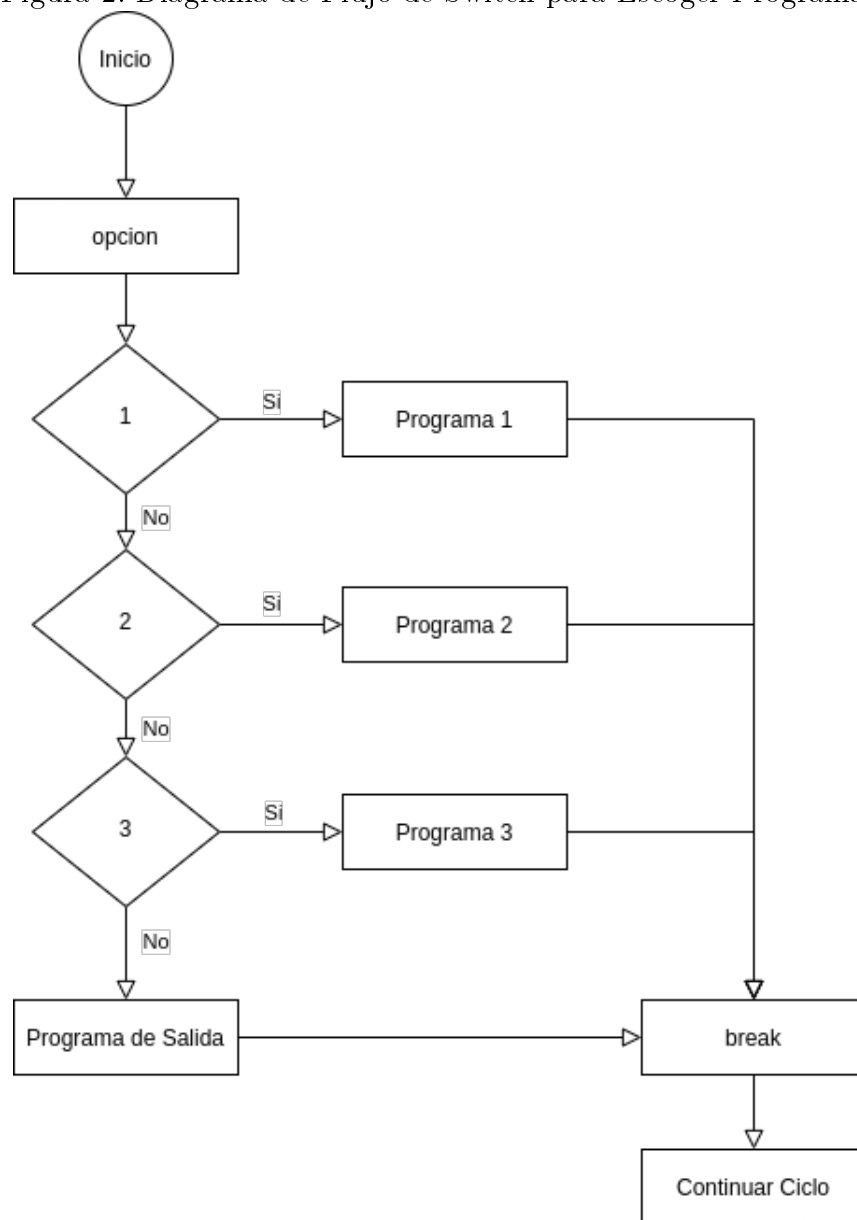 Figura 2: Diagrama de Flujo de Switch para Escoger Programa
Inicio
opcion
1
Si
Programa 1
No
2
Si
Programa 2
No
3
Si
Programa 3
No
Programa de Salida
break
Continuar Ciclo